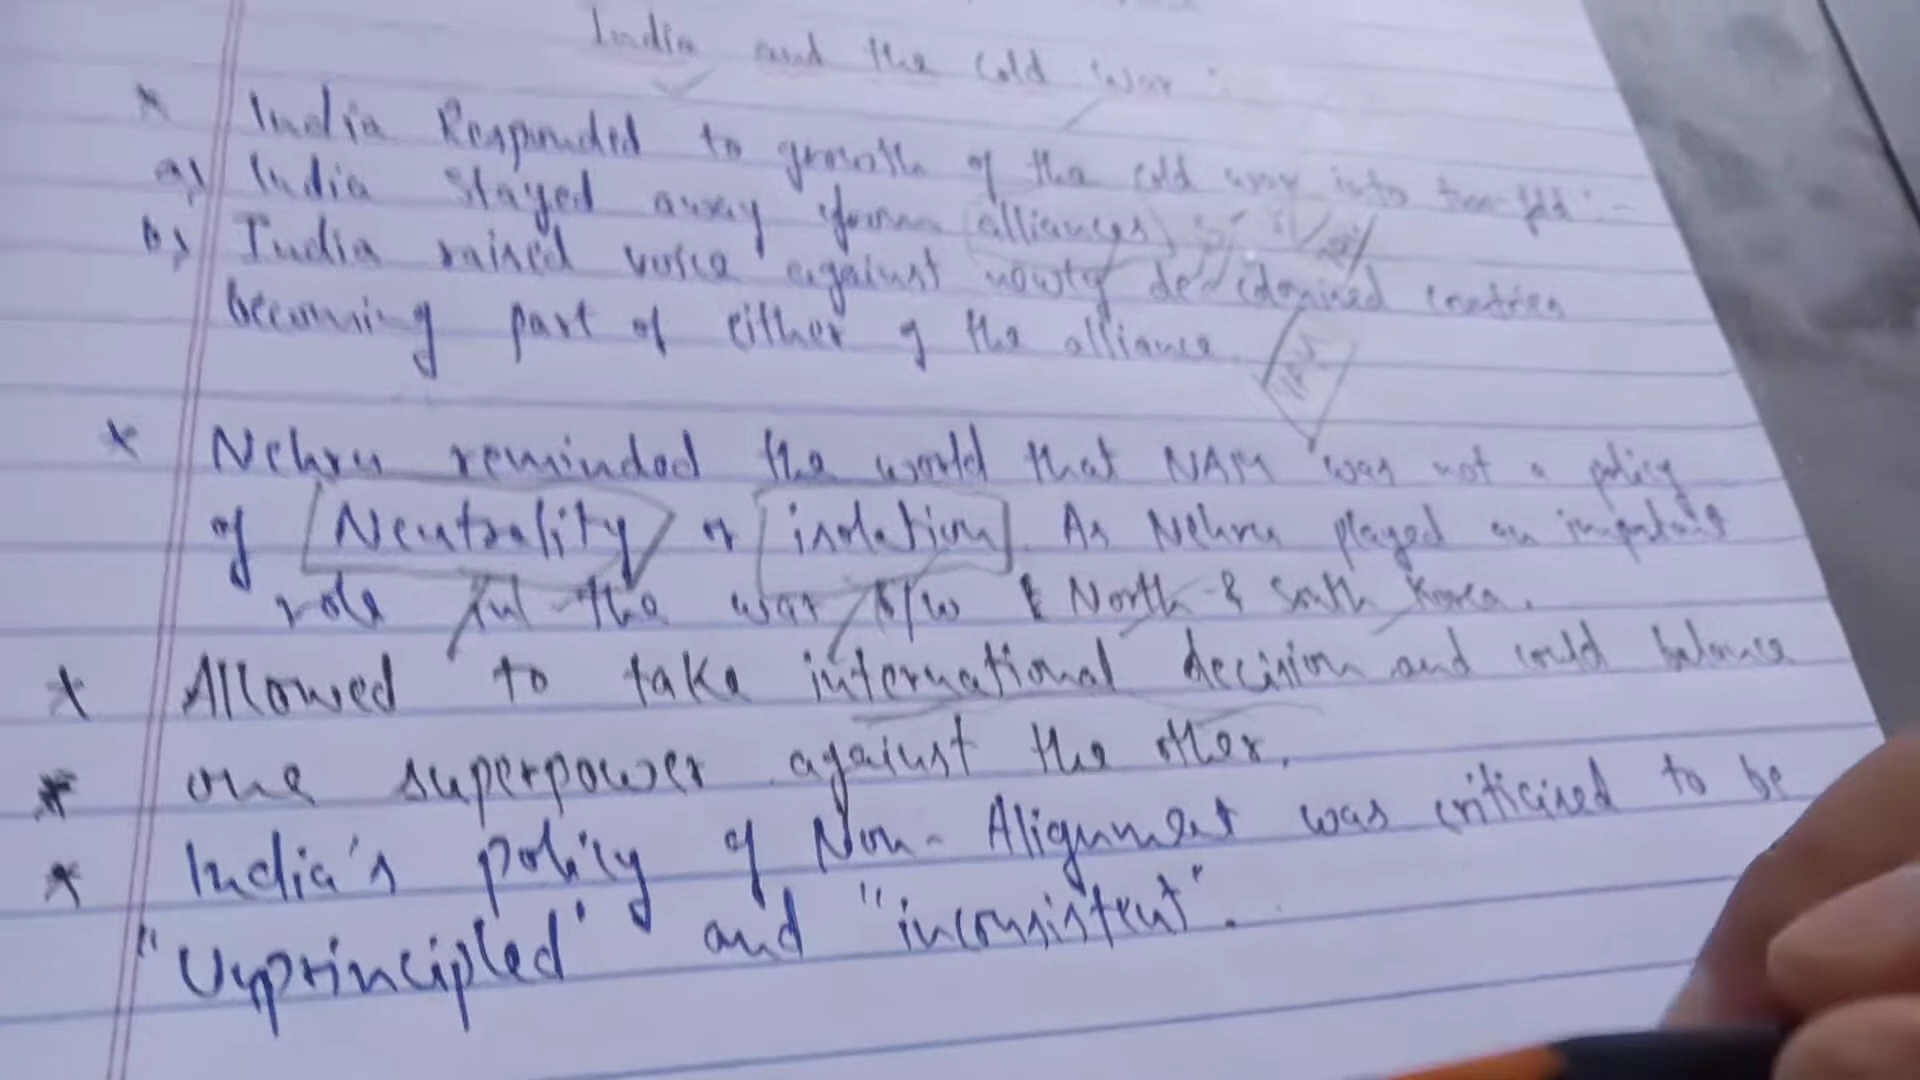 India and the Cold War :
* India Responded to growth of the cold war into two-fold :-
a) India stayed away from alliances
b) India raised voice against newly decolonised contries
becoming part of either of the alliance.
* Nehru reminded the world that NAM was not a policy
of Neutrality or isolation. As Nehru played an important
role in the war b/w North & South Korea.
* Allowed to take international decision and could balance
* one superpower against the other.
* India's policy of Non-Alignment was criticised to be
"Unprincipled" and "inconsistent".